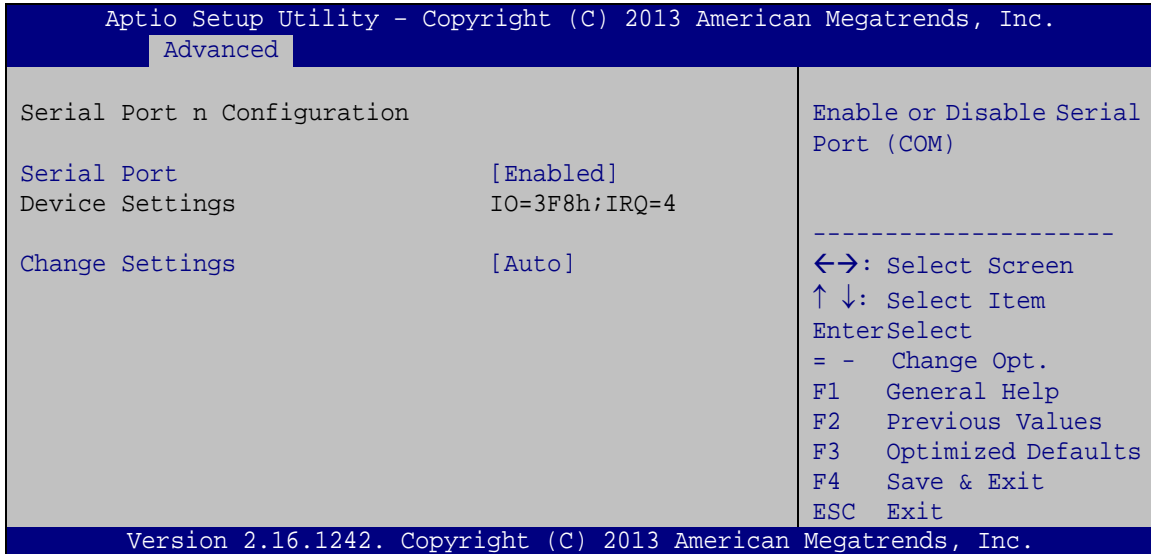 Aptio Setup Utility – Copyright (C) 2013 American Megatrends, Inc.
Advanced
Serial Port n Configuration
Serial Port [Enabled]
Device Settings IO=3F8h;IRQ=4
Change Settings [Auto]
Enable or Disable Serial
Port (COM)
---------------------
←→: Select Screen
↑ ↓: Select Item
EnterSelect
= - Change Opt.
F1 General Help
F2 Previous Values
F3 Optimized Defaults
F4 Save & Exit
ESC Exit
Version 2.16.1242. Copyright (C) 2013 American Megatrends, Inc.